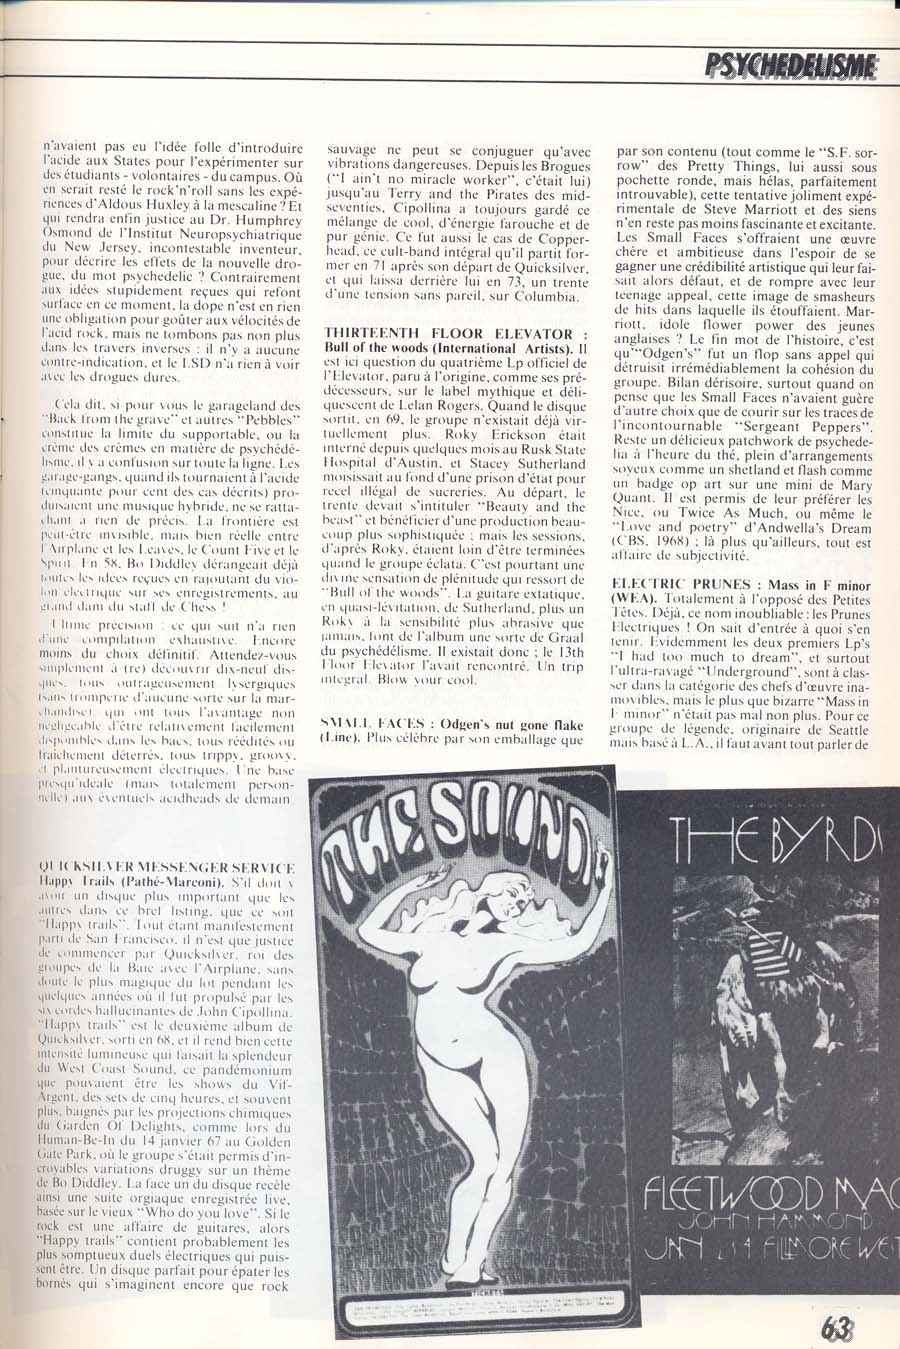 PSYCHEDELISME
n'avaient pas eu l'idée folle d'introduire
l'acide aux States pour l'expérimenter sur
des étudiants - volontaires - du campus. Où
en serait resté le rock'n'roll sans les expé-
riences d'Aldous Huxley à la mescaline ? Et
qui rendra enfin justice au Dr. Humphrey
Osmond de l'Institut Neuropsychiatrique
du New Jersey, incontestable inventeur,
pour décrire les effets de la nouvelle dro-
gue, du mot psychedelic ? Contrairement
aux idées stupidement reçues qui refont
surface en ce moment, la dope n'est en rien
une obligation pour goûter aux vélocités de
l'acid rock, mais ne tombons pas non plus
dans les travers inverses : il n'y a aucune
contre-indication, et le LSD n'a rien à voir
avec les drogues dures.
Cela dit, si pour vous le garageland des
"Back from the grave" et autres "Pebbles"
constitue la limite du supportable, ou la
crème des crèmes en matière de psychédé-
lisme, il y a confusion sur toute la ligne. Les
garage-gangs, quand ils tournaient à l'acide
(cinquante pour cent des cas décrits) pro-
duisaient une musique hybride, ne se ratta-
chant à rien de précis. La frontière est
peut-être invisible, mais bien réelle entre
l'Airplane et les Leaves, le Count Five et le
Spirit. En 58, Bo Diddley dérangeait déjà
toutes les idées reçues en rajoutant du vio-
lon électrique sur ses enregistrements, au
grand dam du staff de Chess !
Ultime précision : ce qui suit n'a rien
d'une compilation exhaustive. Encore
moins du choix définitif. Attendez-vous
simplement à (re) découvrir dix-neuf dis-
ques, tous outrageusement lysergiques
(sans tromperie d'aucune sorte sur la mar-
chandise), qui ont tous l'avantage non
négligeable d'être relativement facilement
disponibles dans les bacs, tous réédités ou
fraîchement déterrés, tous trippy, groovy,
et plantureusement électriques. Une base
presqu'idéale (mais totalement person-
nelle) aux éventuels acidheads de demain.
QUICKSILVER MESSENGER SERVICE
Happy Trails (Pathé-Marconi). S'il doit y
avoir un disque plus important que les
autres dans ce bref listing, que ce soit
"Happy trails". Tout étant manifestement
parti de San Francisco, il n'est que justice
de commencer par Quicksilver, roi des
groupes de la Baie avec l'Airplane, sans
doute le plus magique du lot pendant les
quelques années où il fut propulsé par les
six cordes hallucinantes de John Cipollina.
"Happy trails" est le deuxième album de
Quicksilver, sorti en 68, et il rend bien cette
intensité lumineuse qui faisait la splendeur
du West Coast Sound, ce pandémonium
que pouvaient être les shows du Vif-
Argent, des sets de cinq heures, et souvent
plus, baignés par les projections chimiques
du Garden Of Delights, comme lors du
Human-Be-In du 14 janvier 67 au Golden
Gate Park, où le groupe s'était permis d'in-
croyables variations druggy sur un thème
de Bo Diddley. La face un du disque recèle
ainsi une suite orgiaque enregistrée live,
basée sur le vieux "Who do you love". Si le
rock est une affaire de guitares, alors
"Happy trails" contient probablement les
plus somptueux duels électriques qui puis-
sent être. Un disque parfait pour épater les
bornés qui s'imaginent encore que rock
sauvage ne peut se conjuguer qu'avec
vibrations dangereuses. Depuis les Brogues
("I ain't no miracle worker", c'était lui)
jusqu'au Terry and the Pirates des mid-
seventies, Cipollina a toujours gardé ce
mélange de cool, d'énergie farouche et de
pur génie. Ce fut aussi le cas de Copper-
head, ce cult-band intégral qu'il partit for-
mer en 71 après son départ de Quicksilver,
et qui laissa derrière lui en 73, un trente
d'une tension sans pareil, sur Columbia.
THIRTEENTH FLOOR ELEVATOR :
Bull of the woods (International Artists). Il
est ici question du quatrième Lp officiel de
l'Elevator, paru à l'origine, comme ses pré-
décesseurs, sur le label mythique et déli-
quescent de Lelan Rogers. Quand le disque
sortit, en 69, le groupe n'existait déjà vir-
tuellement plus. Roky Erickson était
interné depuis quelques mois au Rusk State
Hospital d'Austin, et Stacey Sutherland
moisissait au fond d'une prison d'état pour
recel illégal de sucreries. Au départ, le
trente devait s'intituler "Beauty and the
beast" et bénéficier d'une production beau-
coup plus sophistiquée ; mais les sessions,
d'après Roky, étaient loin d'être terminées
quand le groupe éclata. C'est pourtant une
divine sensation de plénitude qui ressort de
"Bull of the woods". La guitare extatique,
en quasi-lévitation, de Sutherland, plus un
Roky à la sensibilité plus abrasive que
jamais, font de l'album une sorte de Graal
du psychédélisme. Il existait donc ; le 13th
Floor Elevator l'avait rencontré. Un trip
integral. Blow your cool.
SMALL FACES : Odgen's nut gone flake
(Line). Plus célèbre par son emballage que
par son contenu (tout comme le "S.F. sor-
row" des Pretty Things, lui aussi sous
pochette ronde, mais hélas, parfaitement
introuvable), cette tentative joliment expé-
rimentale de Steve Marriott et des siens
n'en reste pas moins fascinante et excitante.
Les Small Faces s'offraient une œuvre
chère et ambitieuse dans l'espoir de se
gagner une crédibilité artistique qui leur fai-
sait alors défaut, et de rompre avec leur
teenage appeal, cette image de smasheurs
de hits dans laquelle ils étouffaient. Mar-
riott, idole flower power des jeunes
anglaises ? Le fin mot de l'histoire, c'est
qu'"Odgen's" fut un flop sans appel qui
détruisit irrémédiablement la cohésion du
groupe. Bilan dérisoire, surtout quand on
pense que les Small Faces n'avaient guère
d'autre choix que de courir sur les traces de
l'incontournable "Sergeant Peppers".
Reste un délicieux patchwork de psychede-
lia à l'heure du thé, plein d'arrangements
soyeux comme un shetland et flash comme
un badge op art sur une mini de Mary
Quant. Il est permis de leur préférer les
Nice, ou Twice As Much, ou même le
"Love and poetry" d'Andwella's Dream
(CBS, 1968) ; là plus qu'ailleurs, tout est
affaire de subjectivité.
ELECTRIC PRUNES : Mass in F minor
(WEA). Totalement à l'opposé des Petites
Têtes. Déjà, ce nom inoubliable : les Prunes
Electriques ! On sait d'entrée à quoi s'en
tenir. Evidemment les deux premiers Lp's
"I had too much to dream", et surtout
l'ultra-ravagé "Underground", sont à clas-
ser dans la catégorie des chefs d'œuvre ina-
movibles, mais le plus que bizarre "Mass in
F minor" n'était pas mal non plus. Pour ce
groupe de légende, originaire de Seattle
mais basé à L.A., il faut avant tout parler de
THE SOUND
TICKETS
THE BYRDS
FLEETWOOD MAC
JOHN HAMMOND
JAN 2 3 4 FILLMORE WE
63